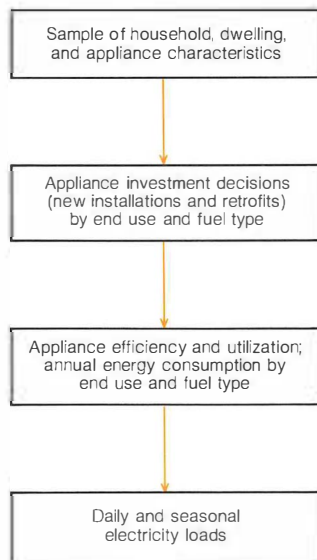 Sample of household, dwelling,
and appliance characteristics
Appliance investment decisions
(new installations and retrofits)
by end use and fuel type
Appliance efficiency and utilization;
annual energy consumption by
end use and fuel type
Daily and seasonal
electricity loads